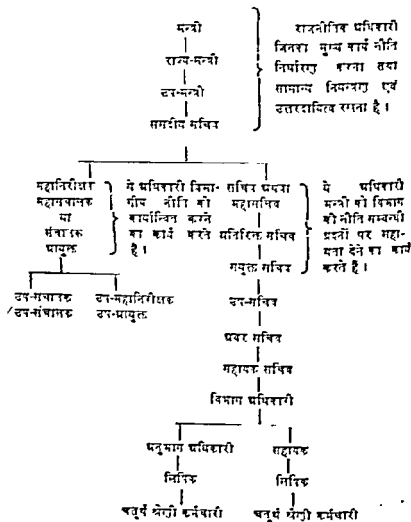 मन्त्री
राज्य-मन्त्री
उप-मन्त्री
संसदीय सचिव
राजनीतिक अधिकारी
जिनका मुख्य कार्य नीति
निर्धारण करना तथा
सामान्य नियन्त्रण एवं
उत्तरदायित्व रखना है।
महानिरीक्षक
महासंचालक
या
संचालक
आयुक्त
ये अधिकारी विभा-
गीय नीति को
कार्यान्वित करने
का कार्य करते
हैं।
सचिव अथवा
महासचिव
अतिरिक्त सचिव
संयुक्त सचिव
ये अधिकारी
मन्त्री को विभाग
की नीति सम्बन्धी
प्रश्नों पर सहा-
यता देने का कार्य
करते हैं।
उप-संचालक
उप-संचालक
उप-महानिरीक्षक
उप-आयुक्त
उप-सचिव
अवर सचिव
सहायक सचिव
विभाग अधिकारी
अनुभाग अधिकारी
सहायक
लिपिक
लिपिक
चतुर्थ श्रेणी कर्मचारी
चतुर्थ श्रेणी कर्मचारी